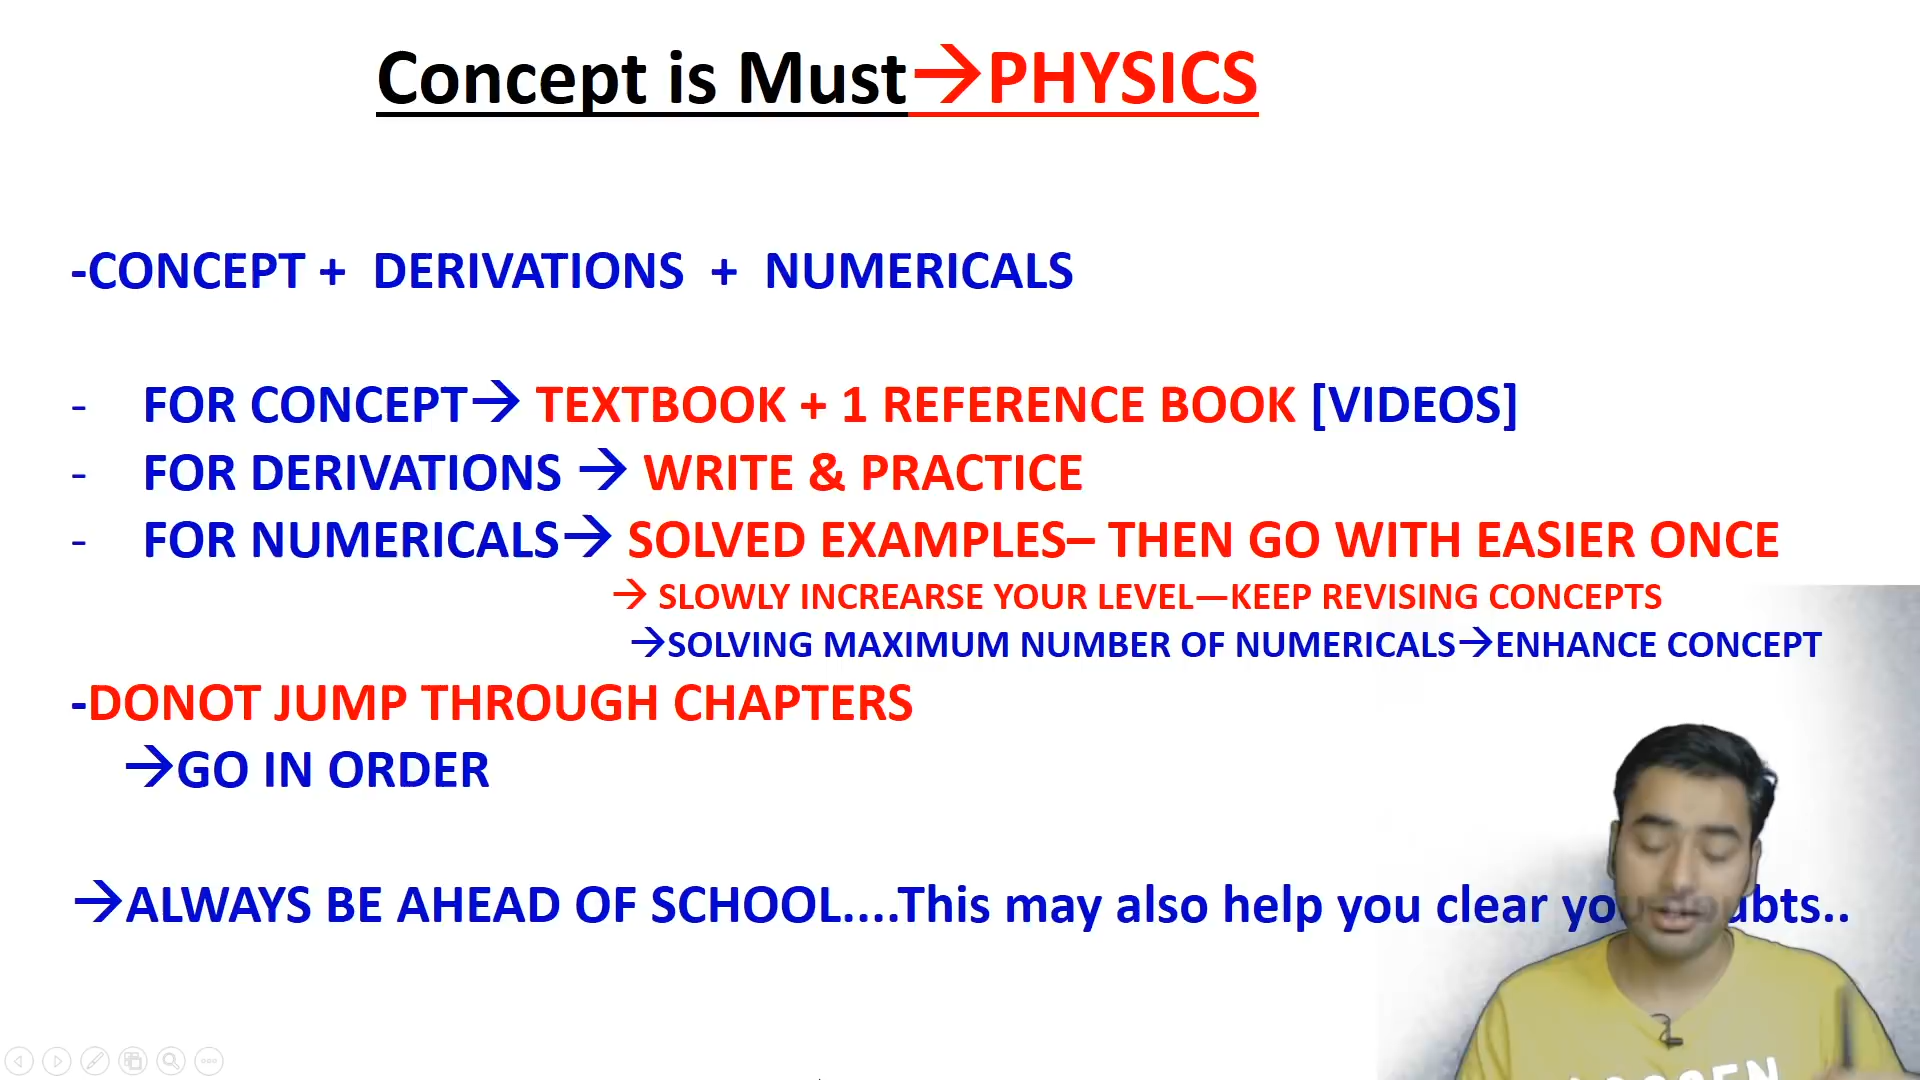 Concept is Must→PHYSICS
-CONCEPT + DERIVATIONS + NUMERICALS
- FOR CONCEPT→ TEXTBOOK + 1 REFERENCE BOOK [VIDEOS]
- FOR DERIVATIONS → WRITE & PRACTICE
- FOR NUMERICALS→ SOLVED EXAMPLES– THEN GO WITH EASIER ONCE
→ SLOWLY INCREARSE YOUR LEVEL—KEEP REVISING CONCEPTS
→SOLVING MAXIMUM NUMBER OF NUMERICALS→ENHANCE CONCEPT
-DONOT JUMP THROUGH CHAPTERS
→GO IN ORDER
→ALWAYS BE AHEAD OF SCHOOL....This may also help you clear